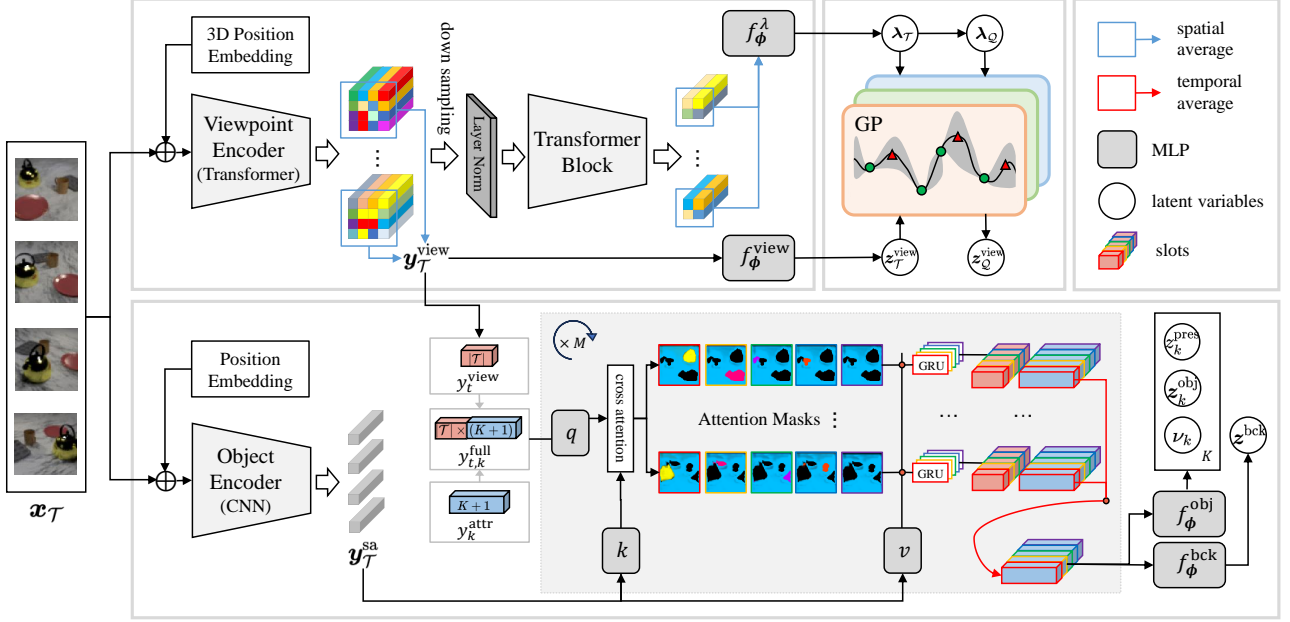 3D Position
Embedding
Viewpoint
Encoder
(Transformer)
⋮
⋮
down sampling
Layer Norm
Transformer
Block
⋮
f_ϕ^λ
y_𝒯^view
f_ϕ^view
λ_𝒯
λ_𝒬
GP
z_𝒯^view
z_𝒬^view
spatial
average
temporal
average
MLP
latent variables
slots
x_𝒯
Position
Embedding
Object
Encoder
(CNN)
y_𝒯^sa
|𝒯|
y_t^view
|𝒯| × (K + 1)
y_{t,k}^full
K + 1
y_k^attr
q
× M
cross attention
k
Attention Masks ⋮
v
GRU
⋯
⋯
GRU
z_k^pres
z_k^obj
ν_k
K
z^bck
f_ϕ^obj
f_ϕ^bck